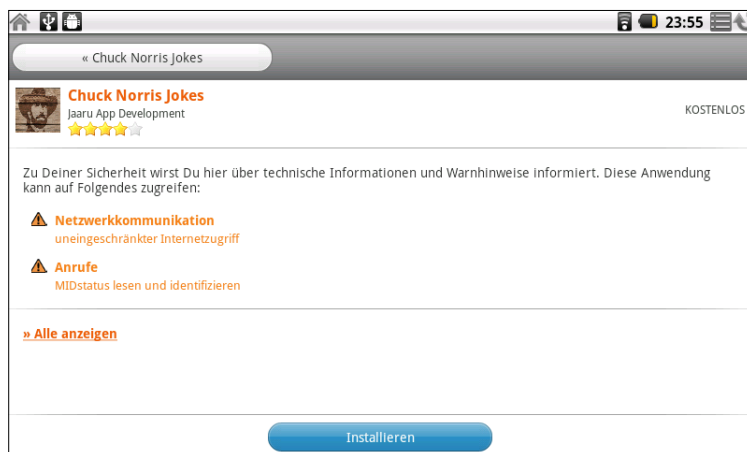 23:55
« Chuck Norris Jokes
Chuck Norris Jokes
Jaaru App Development
KOSTENLOS
Zu Deiner Sicherheit wirst Du hier über technische Informationen und Warnhinweise informiert. Diese Anwendung
kann auf Folgendes zugreifen:
Netzwerkkommunikation
uneingeschränkter Internetzugriff
Anrufe
MIDstatus lesen und identifizieren
» Alle anzeigen
Installieren